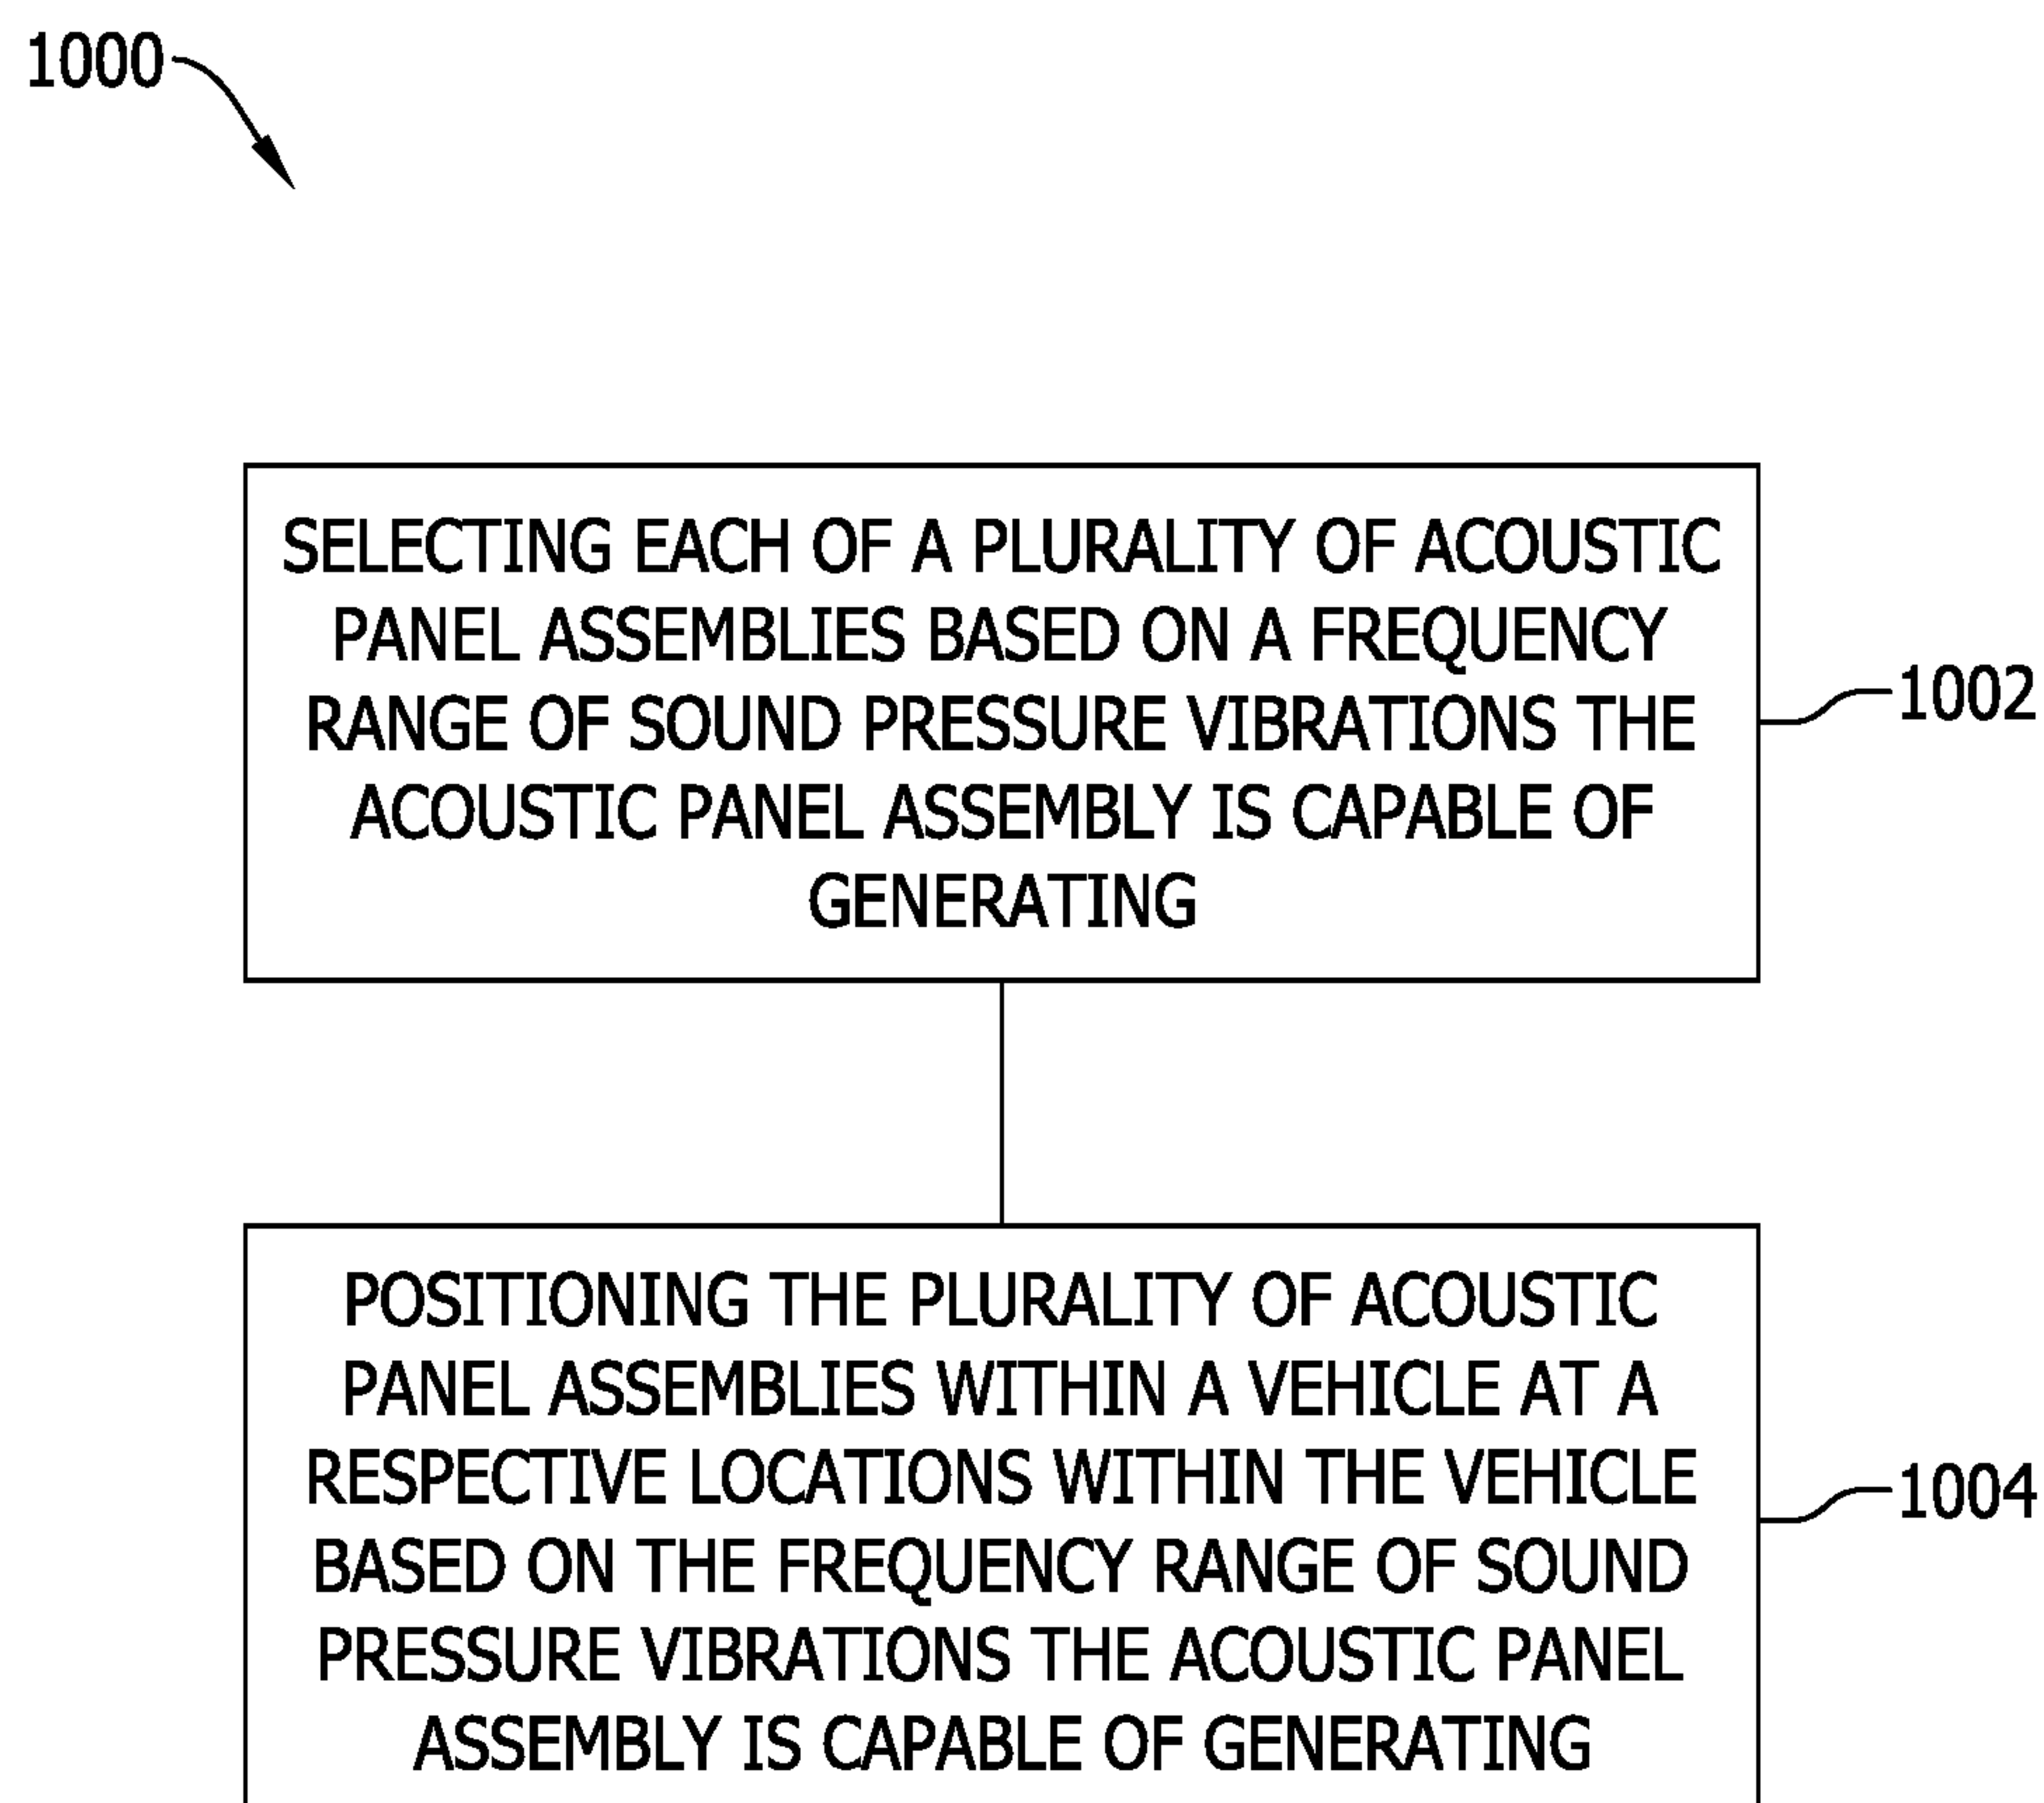 1000
SELECTING EACH OF A PLURALITY OF ACOUSTIC
PANEL ASSEMBLIES BASED ON A FREQUENCY
RANGE OF SOUND PRESSURE VIBRATIONS THE
ACOUSTIC PANEL ASSEMBLY IS CAPABLE OF
GENERATING
1002
POSITIONING THE PLURALITY OF ACOUSTIC
PANEL ASSEMBLIES WITHIN A VEHICLE AT A
RESPECTIVE LOCATIONS WITHIN THE VEHICLE
BASED ON THE FREQUENCY RANGE OF SOUND
PRESSURE VIBRATIONS THE ACOUSTIC PANEL
ASSEMBLY IS CAPABLE OF GENERATING
1004